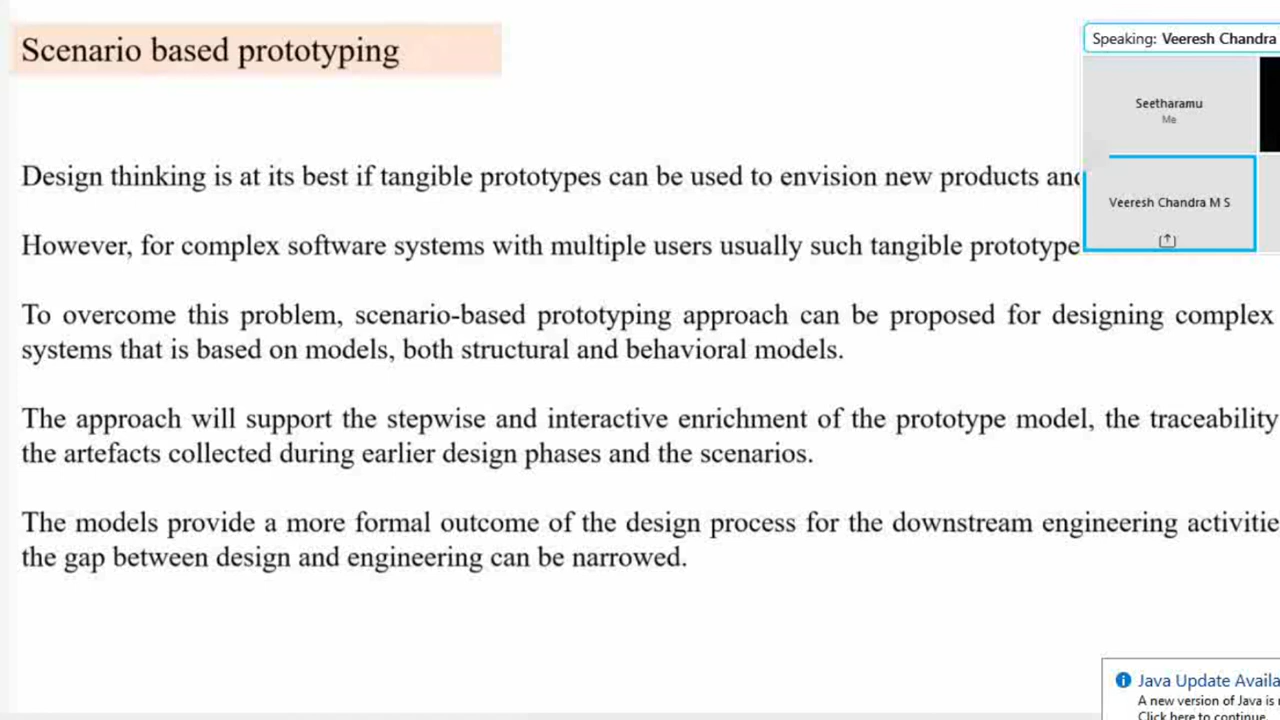 Scenario based prototyping
Speaking: Veeresh Chandra
Seetharamu
Me
Veeresh Chandra M S
Design thinking is at its best if tangible prototypes can be used to envision new products and
However, for complex software systems with multiple users usually such tangible prototype
To overcome this problem, scenario-based prototyping approach can be proposed for designing complex
systems that is based on models, both structural and behavioral models.
The approach will support the stepwise and interactive enrichment of the prototype model, the traceability
the artefacts collected during earlier design phases and the scenarios.
The models provide a more formal outcome of the design process for the downstream engineering activitie
the gap between design and engineering can be narrowed.
Java Update Availa
A new version of Java is
Click here to continue.